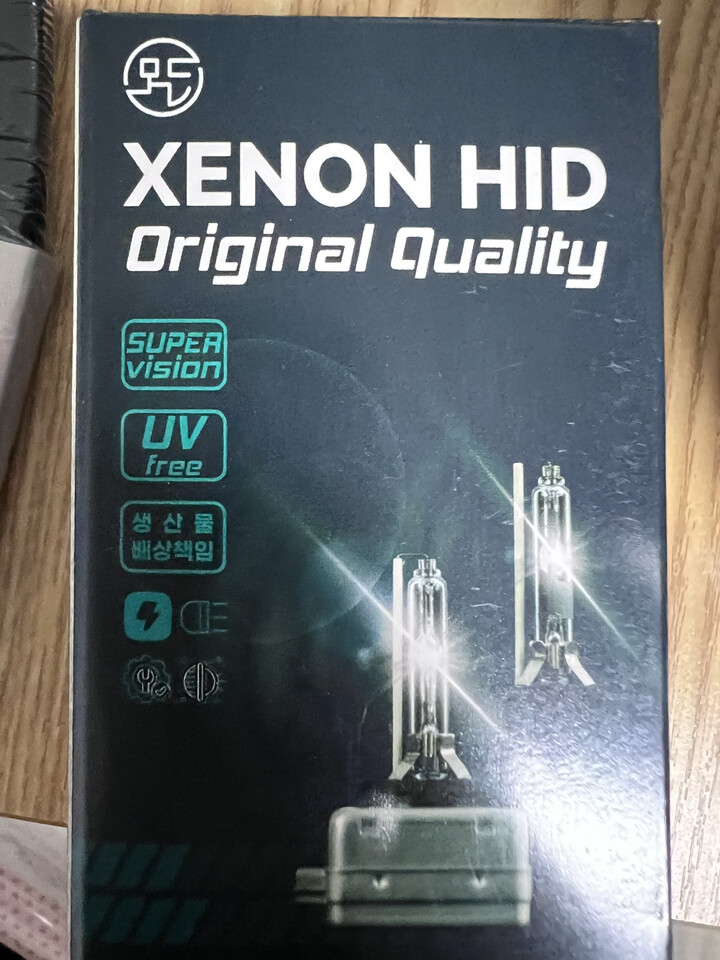 XENON HID
Original Quality
SUPER
vision
UV
free
생산물
배상책임